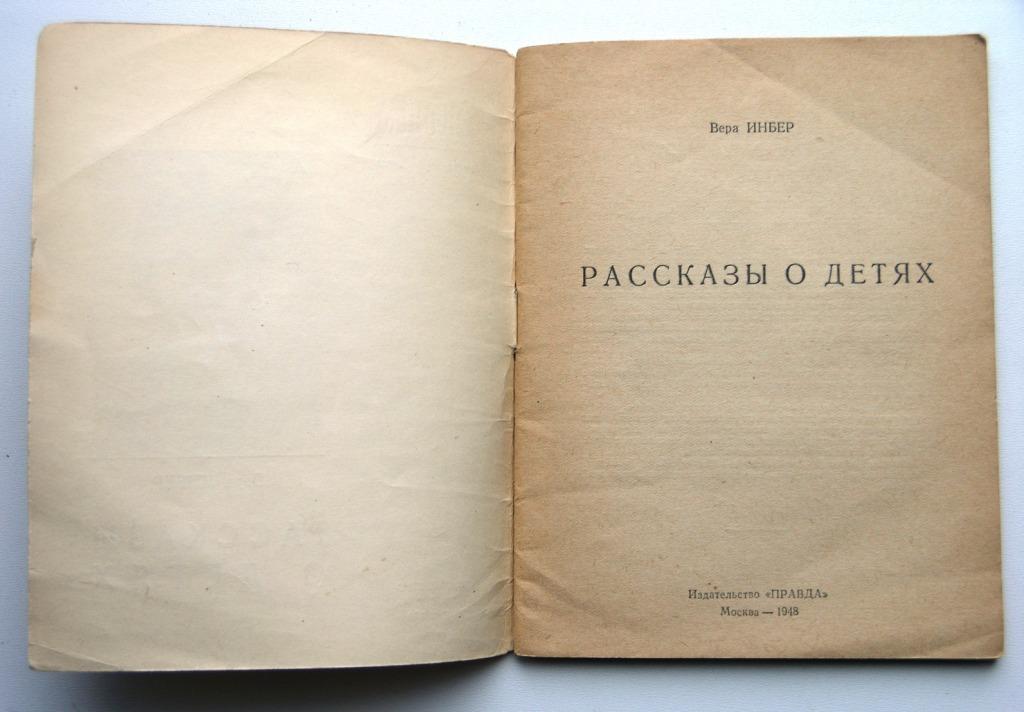 Вера ИНБЕР
РАССКАЗЫ О ДЕТЯХ
Издательство «ПРАВДА»
Москва — 1948